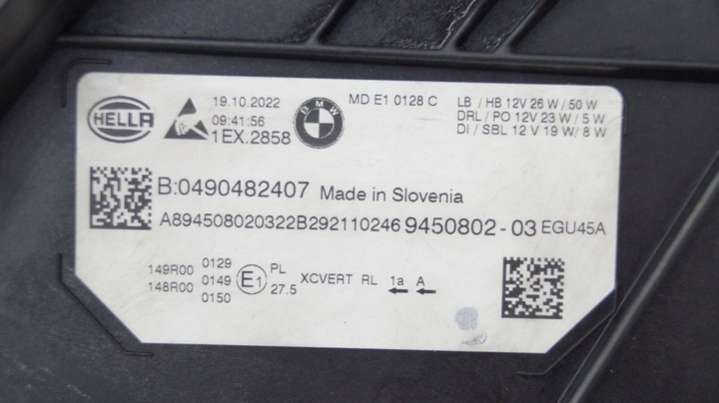 HELLA
19.10.2022
09:41:56
1EX.2858
BMW
MD E1 0128 C
LB / HB 12V 26 W / 50 W
DRL / PO 12V 23 W / 5 W
DI / SBL 12 V 19 W/ 8 W
B:0490482407 Made in Slovenia
A894508020322B292110246 9450802 - 03 EGU45A
149R00 0129
148R00 0149
0150
E1
PL
27.5
XCVERT RL 1a A